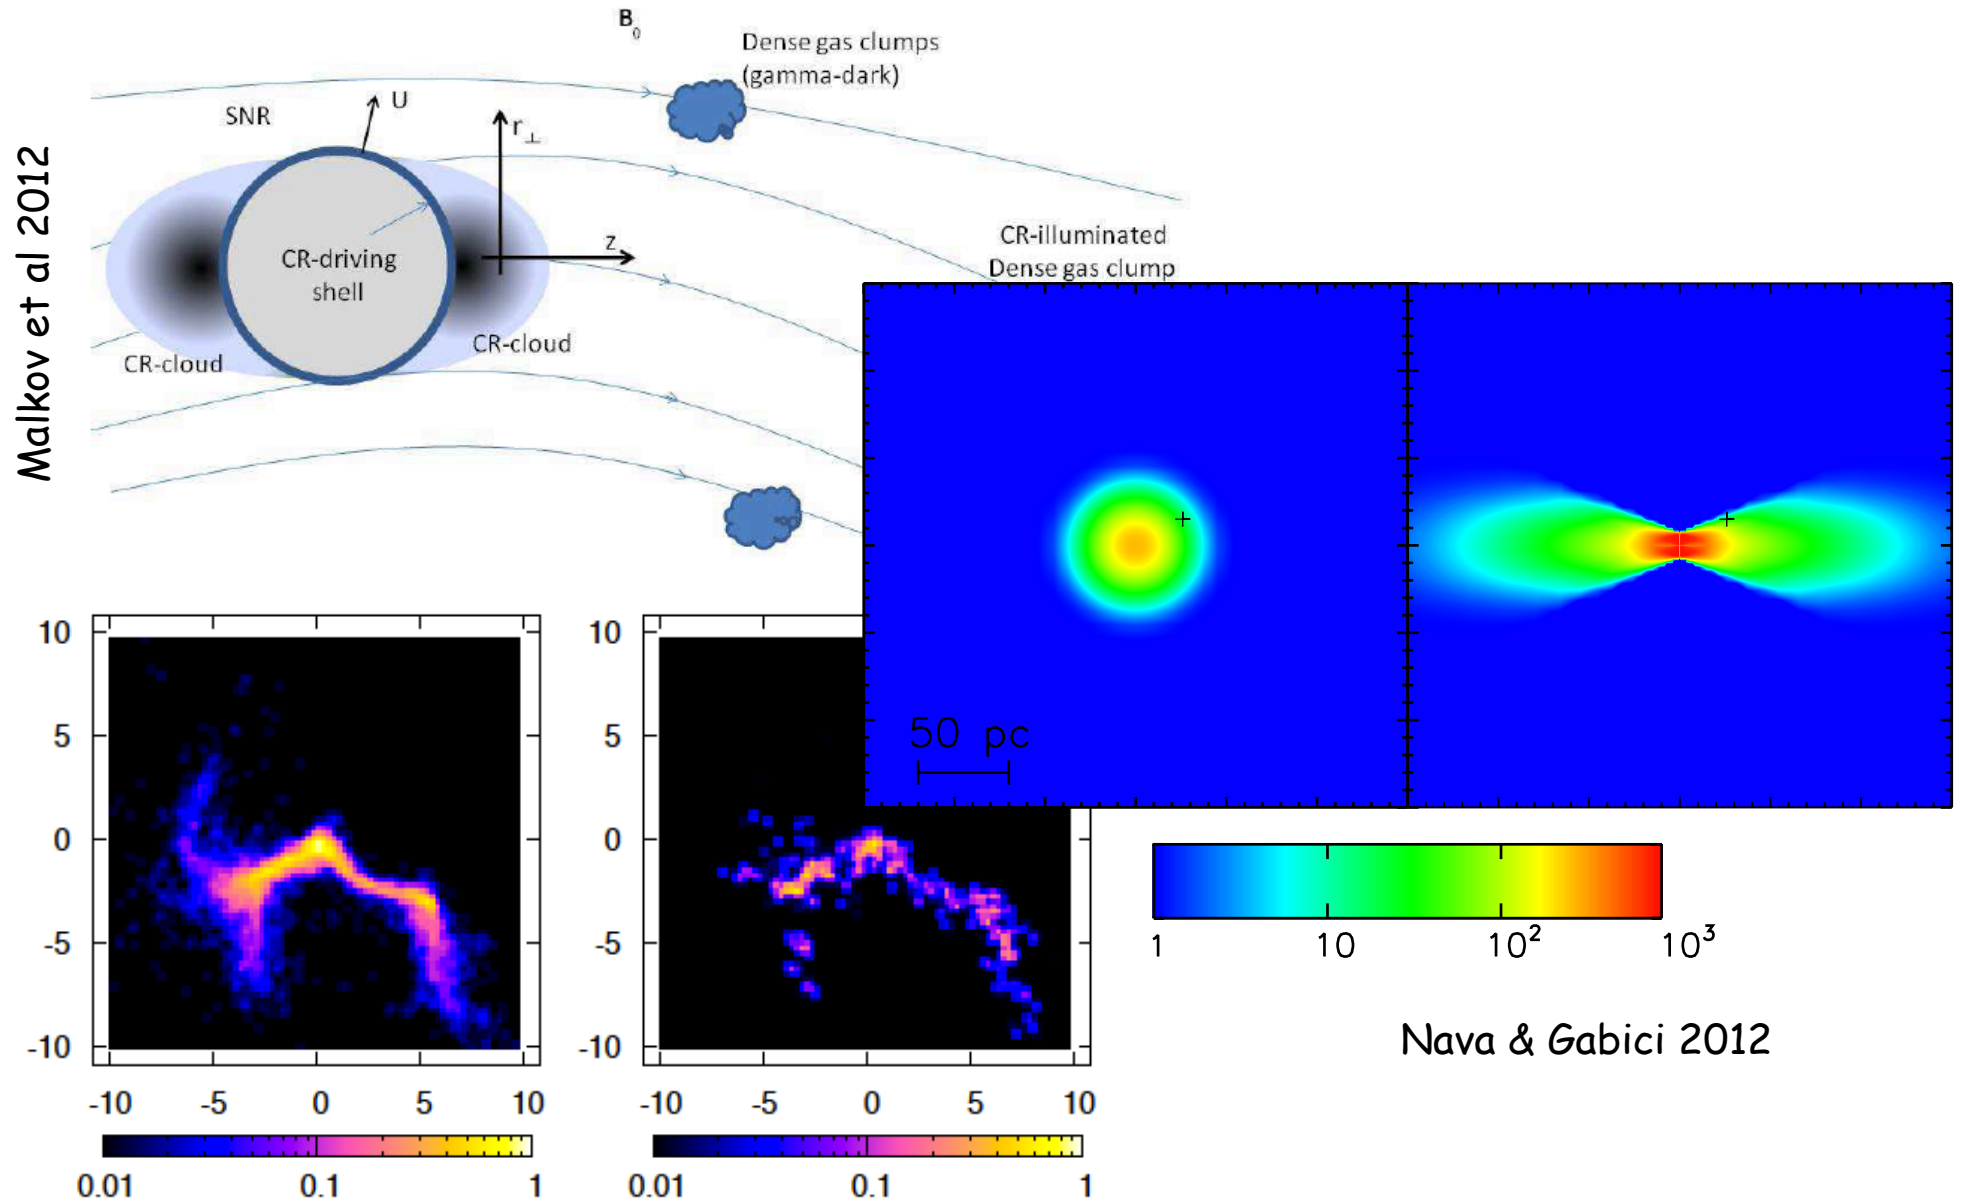 Malkov et al 2012
B0
Dense gas clumps
(gamma-dark)
SNR
U
r⊥
CR-driving
shell
z
CR-illuminated
Dense gas clump
CR-cloud
CR-cloud
50 pc
1 10 10² 10³
Nava & Gabici 2012
10
5
0
-5
-10
-10 -5 0 5 10
0.01 0.1 1
10
5
0
-5
-10
-10 -5 0 5 10
0.01 0.1 1